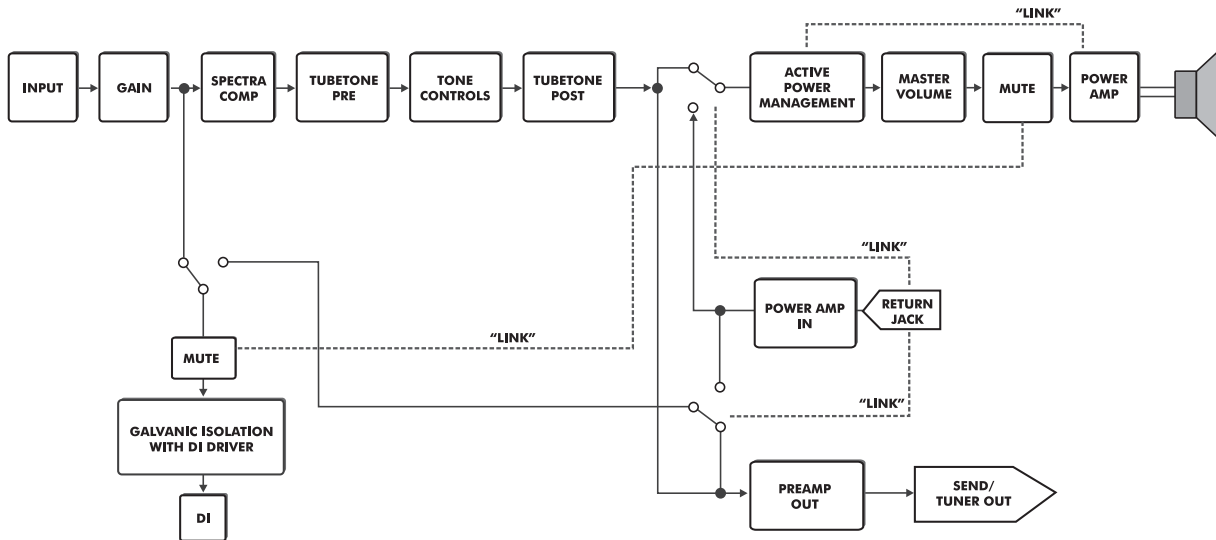 “LINK”
INPUT
GAIN
SPECTRA
COMP
TUBETONE
PRE
TONE
CONTROLS
TUBETONE
POST
ACTIVE
POWER
MANAGEMENT
MASTER
VOLUME
MUTE
POWER
AMP
“LINK”
POWER AMP
IN
RETURN
JACK
“LINK”
MUTE
“LINK”
GALVANIC ISOLATION
WITH DI DRIVER
DI
PREAMP
OUT
SEND/
TUNER OUT